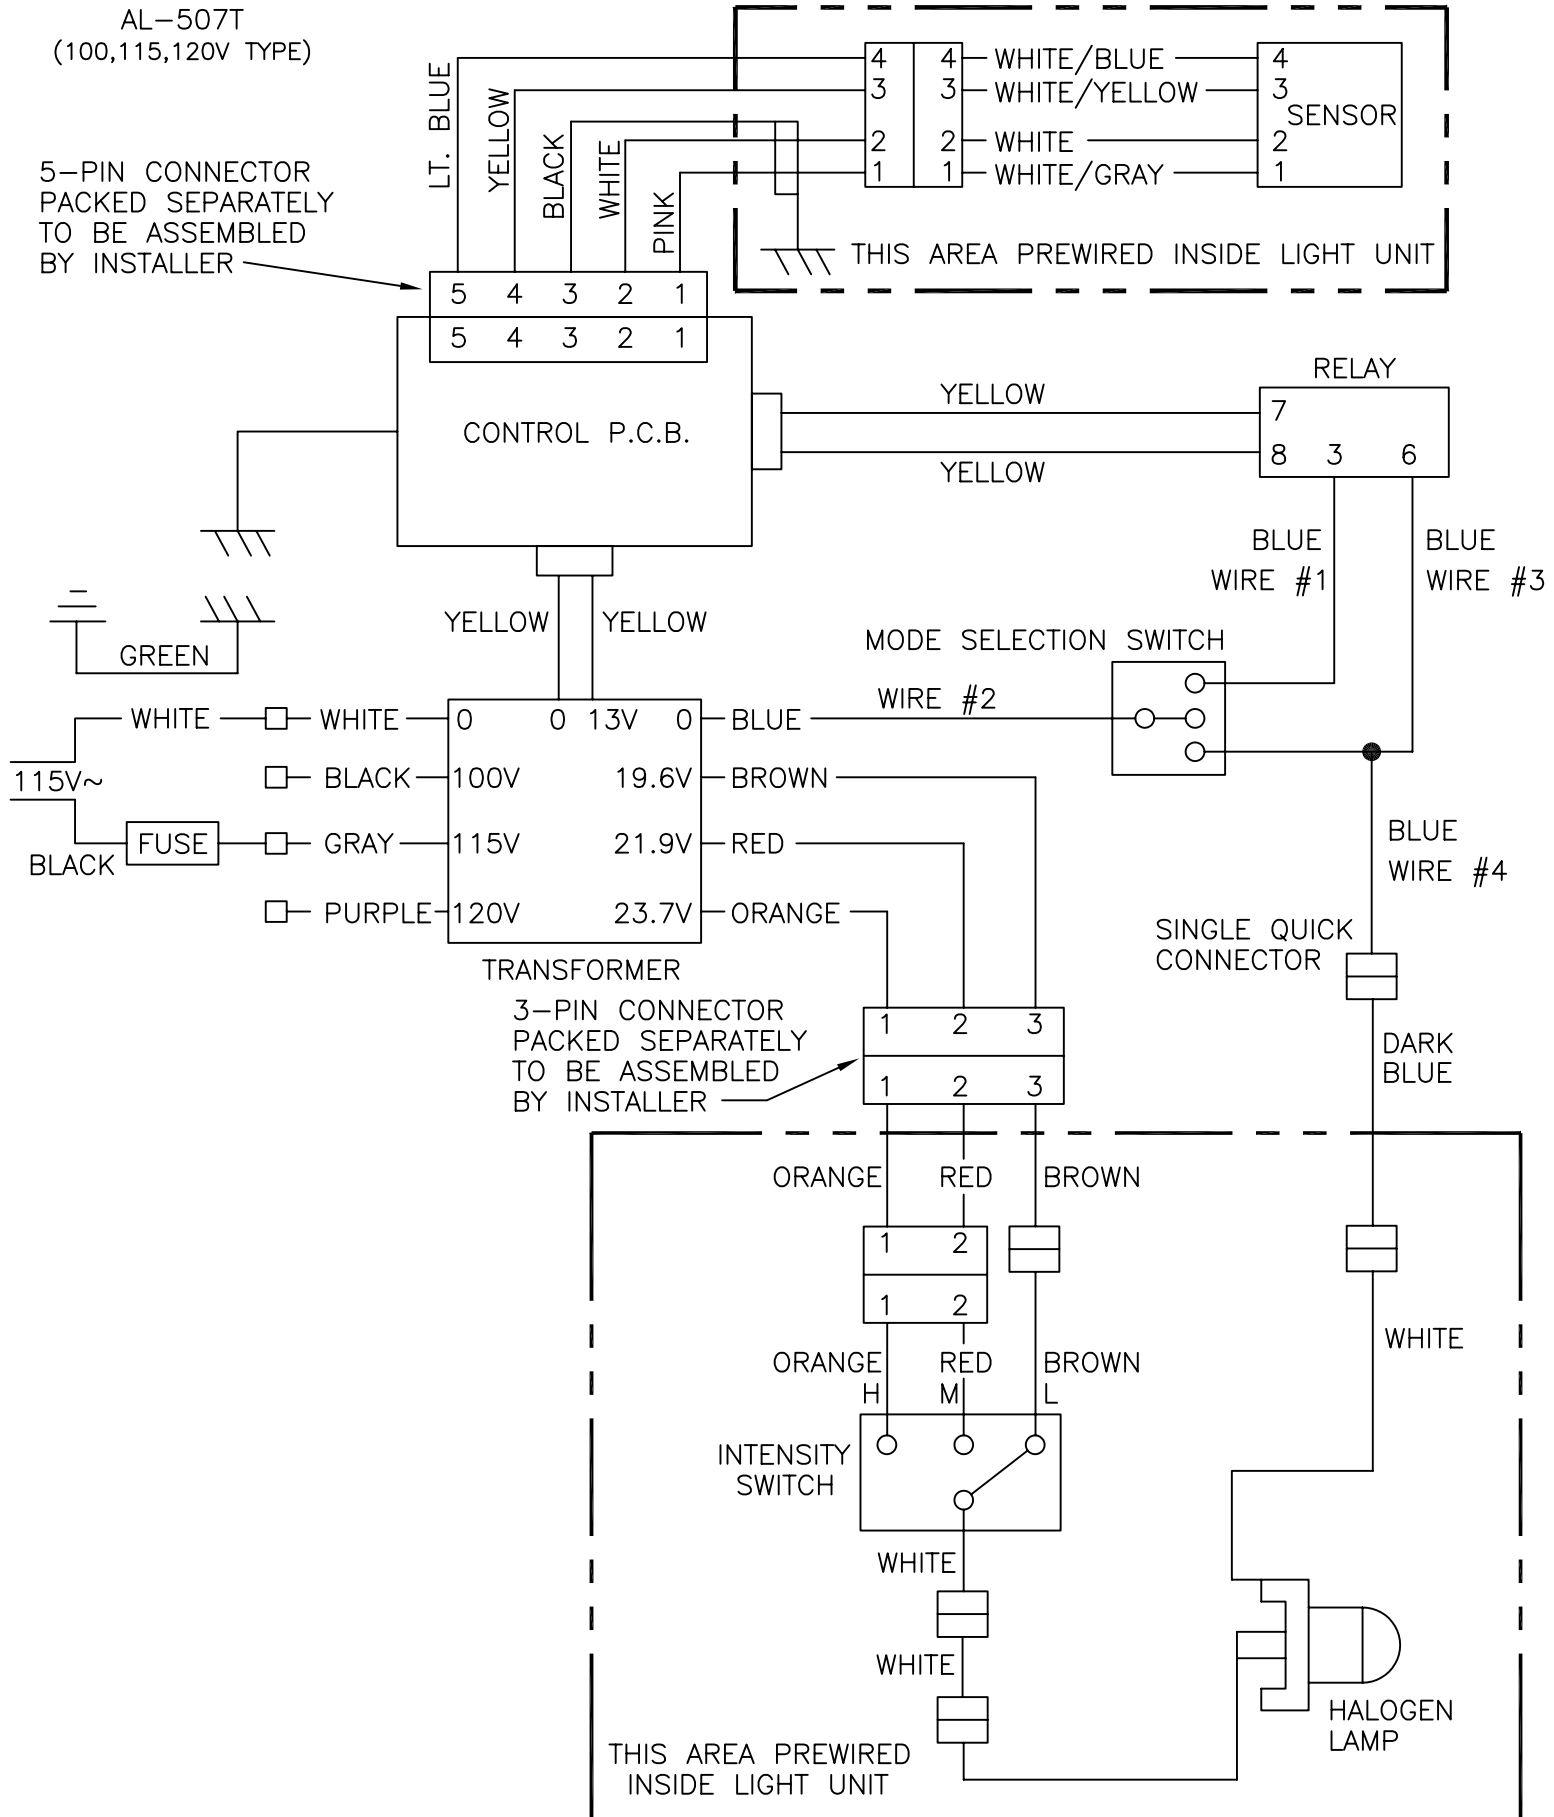 AL-507T
(100,115,120V TYPE)
5-PIN CONNECTOR
PACKED SEPARATELY
TO BE ASSEMBLED
BY INSTALLER
LT. BLUE
YELLOW
BLACK
WHITE
PINK
5 4 3 2 1
5 4 3 2 1
4 4 WHITE/BLUE 4
3 3 WHITE/YELLOW 3
SENSOR
2 2 WHITE 2
1 1 WHITE/GRAY 1
THIS AREA PREWIRED INSIDE LIGHT UNIT
CONTROL P.C.B.
RELAY
YELLOW
7
8 3 6
YELLOW
BLUE
WIRE #1
BLUE
WIRE #3
YELLOW YELLOW
GREEN
MODE SELECTION SWITCH
WIRE #2
WHITE WHITE 0 0 13V 0 BLUE
115V~
BLACK 100V 19.6V BROWN
FUSE GRAY 115V 21.9V RED
BLACK
PURPLE 120V 23.7V ORANGE
TRANSFORMER
BLUE
WIRE #4
SINGLE QUICK
CONNECTOR
3-PIN CONNECTOR
PACKED SEPARATELY
TO BE ASSEMBLED
BY INSTALLER
1 2 3
1 2 3
DARK
BLUE
ORANGE RED BROWN
1 2
1 2
ORANGE RED BROWN
H M L
WHITE
INTENSITY
SWITCH
WHITE
WHITE
HALOGEN
LAMP
THIS AREA PREWIRED
INSIDE LIGHT UNIT